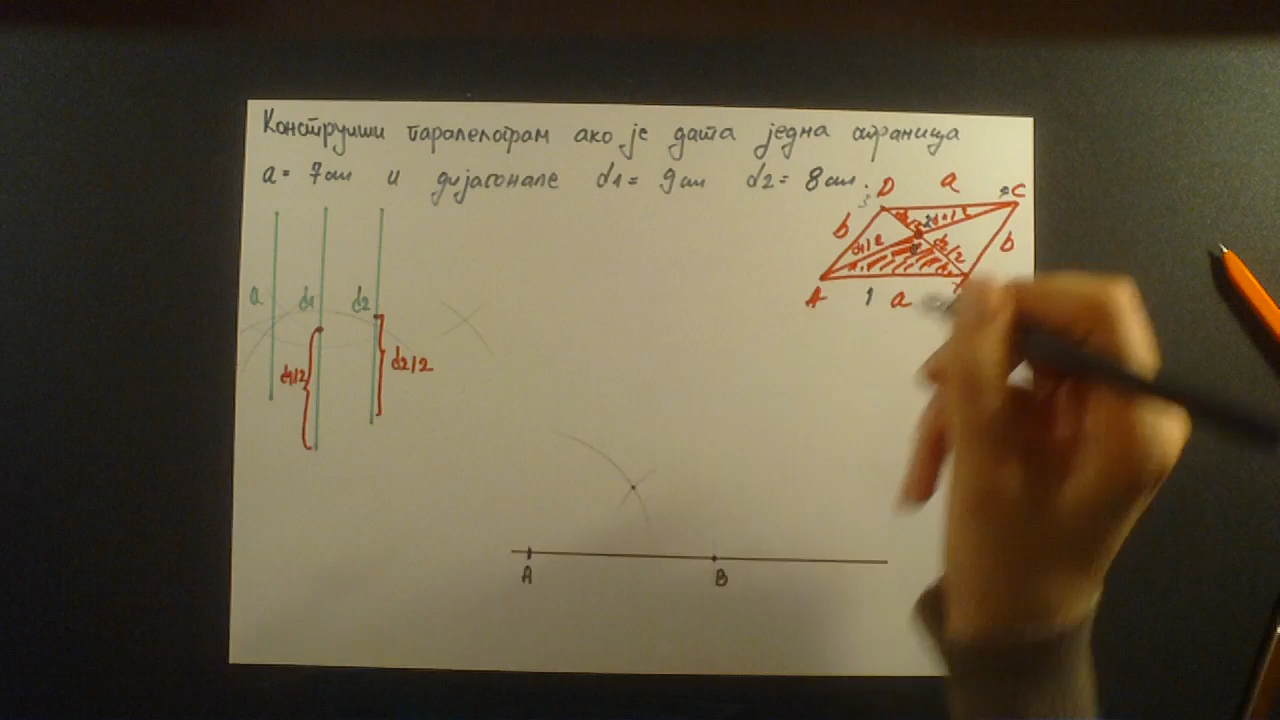 Конструиши паралелограм ако је дата једна страница
a = 7cm и дијагонале d1 = 9cm d2 = 8cm.
D a C
b d1/2 d2/2 b
A 1 a
a d1 d2
d1/2 d2/2
A B